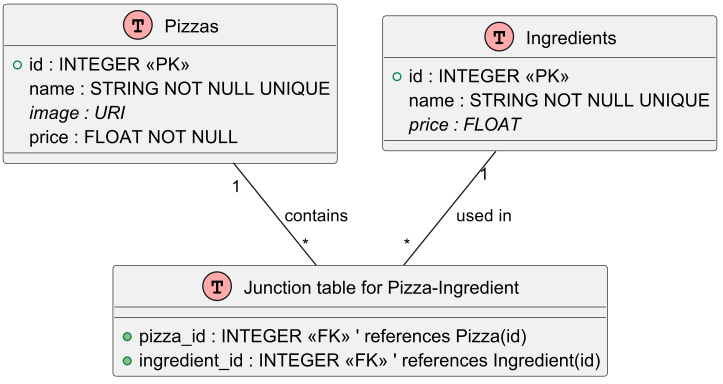 T Pizzas
id : INTEGER «PK»
name : STRING NOT NULL UNIQUE
image : URI
price : FLOAT NOT NULL
T Ingredients
id : INTEGER «PK»
name : STRING NOT NULL UNIQUE
price : FLOAT
1
contains
*
1
used in
*
T Junction table for Pizza-Ingredient
pizza_id : INTEGER «FK» ' references Pizza(id)
ingredient_id : INTEGER «FK» ' references Ingredient(id)